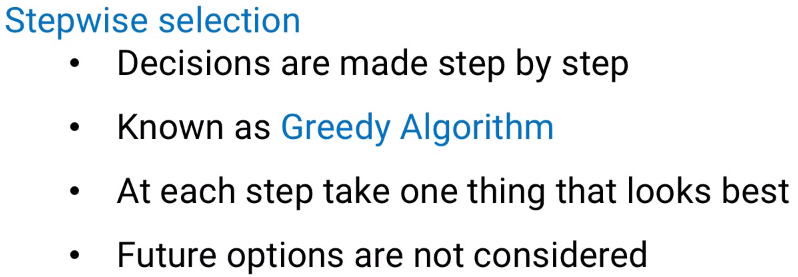 Stepwise selection
• Decisions are made step by step
• Known as Greedy Algorithm
• At each step take one thing that looks best
• Future options are not considered